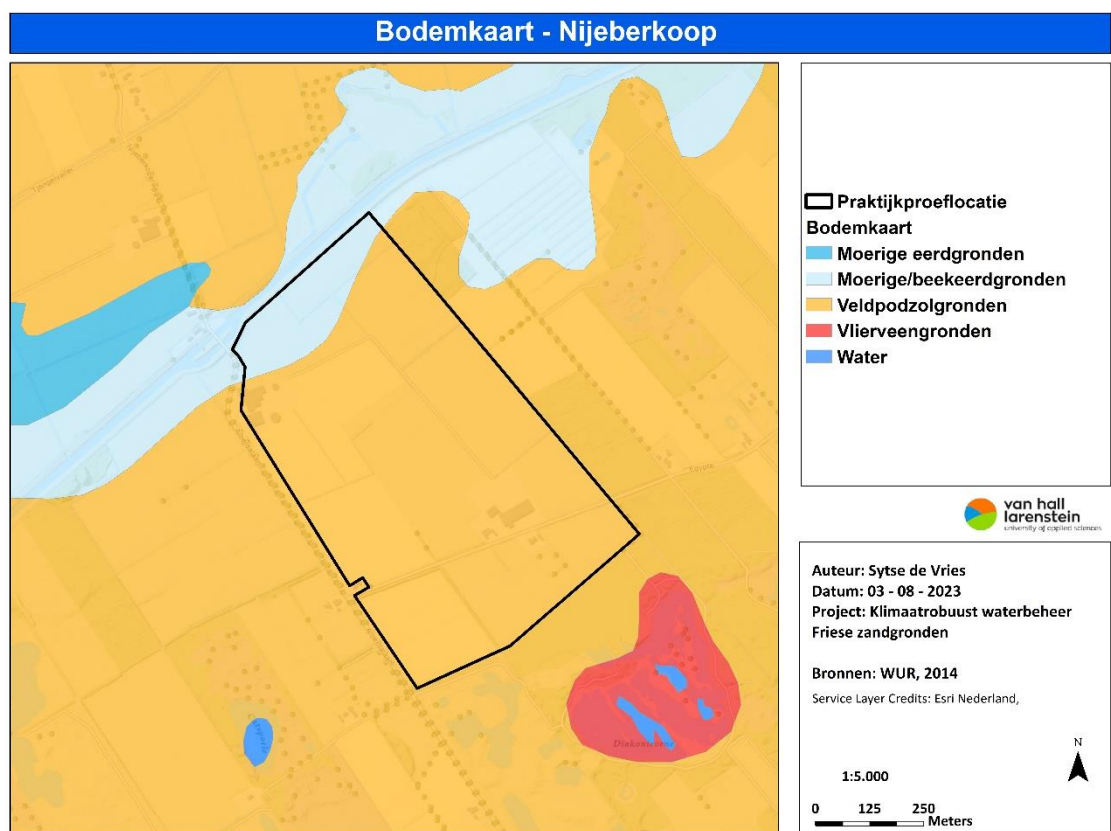 Bodemkaart - Nijeberkoop
Praktijkproeflocatie
Bodemkaart
Moerige eerdgronden
Moerige/beekeerdgronden
Veldpodzolgronden
Vlierveengronden
Water
van hall
larenstein
university of applied sciences
Auteur: Sytse de Vries
Datum: 03 - 08 - 2023
Project: Klimaatrobuust waterbeheer
Friese zandgronden
Bronnen: WUR, 2014
Service Layer Credits: Esri Nederland,
N
1:5.000
0 125 250
Meters